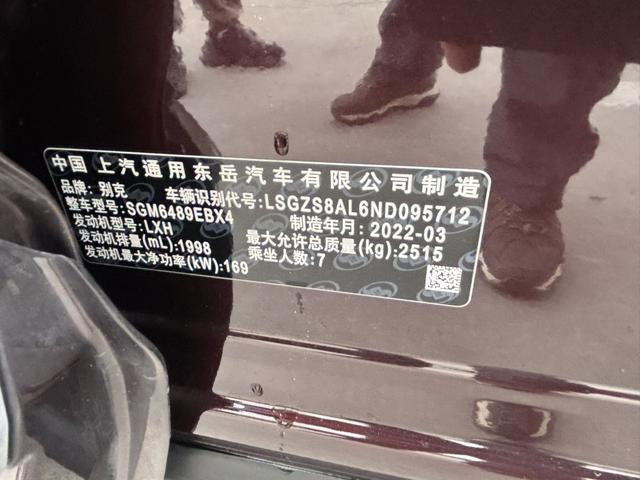 中国 上汽通用东岳汽车有限公司制造
品牌: 别克 车辆识别代号:LSGZS8AL6ND095712
整车型号:SGM6489EBX4 制造年月:2022-03
发动机型号:LXH 最大允许总质量(kg):2515
发动机排量(mL):1998 乘坐人数:7
发动机最大净功率(kW):169